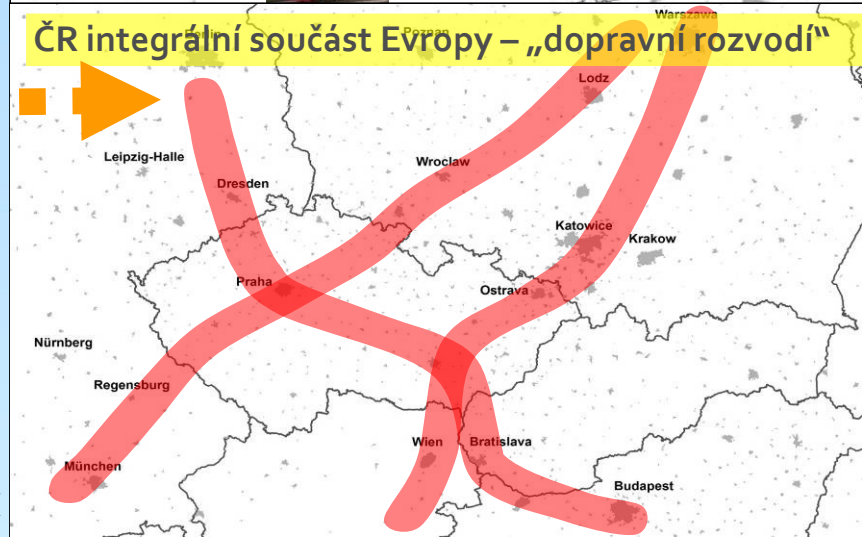 ČR integrální součást Evropy – „dopravní rozvodí“
Berlin
Poznan
Warszawa
Lodz
Leipzig-Halle
Wroclaw
Dresden
Katowice
Krakow
Praha
Ostrava
Nürnberg
Regensburg
Wien
Bratislava
München
Budapest